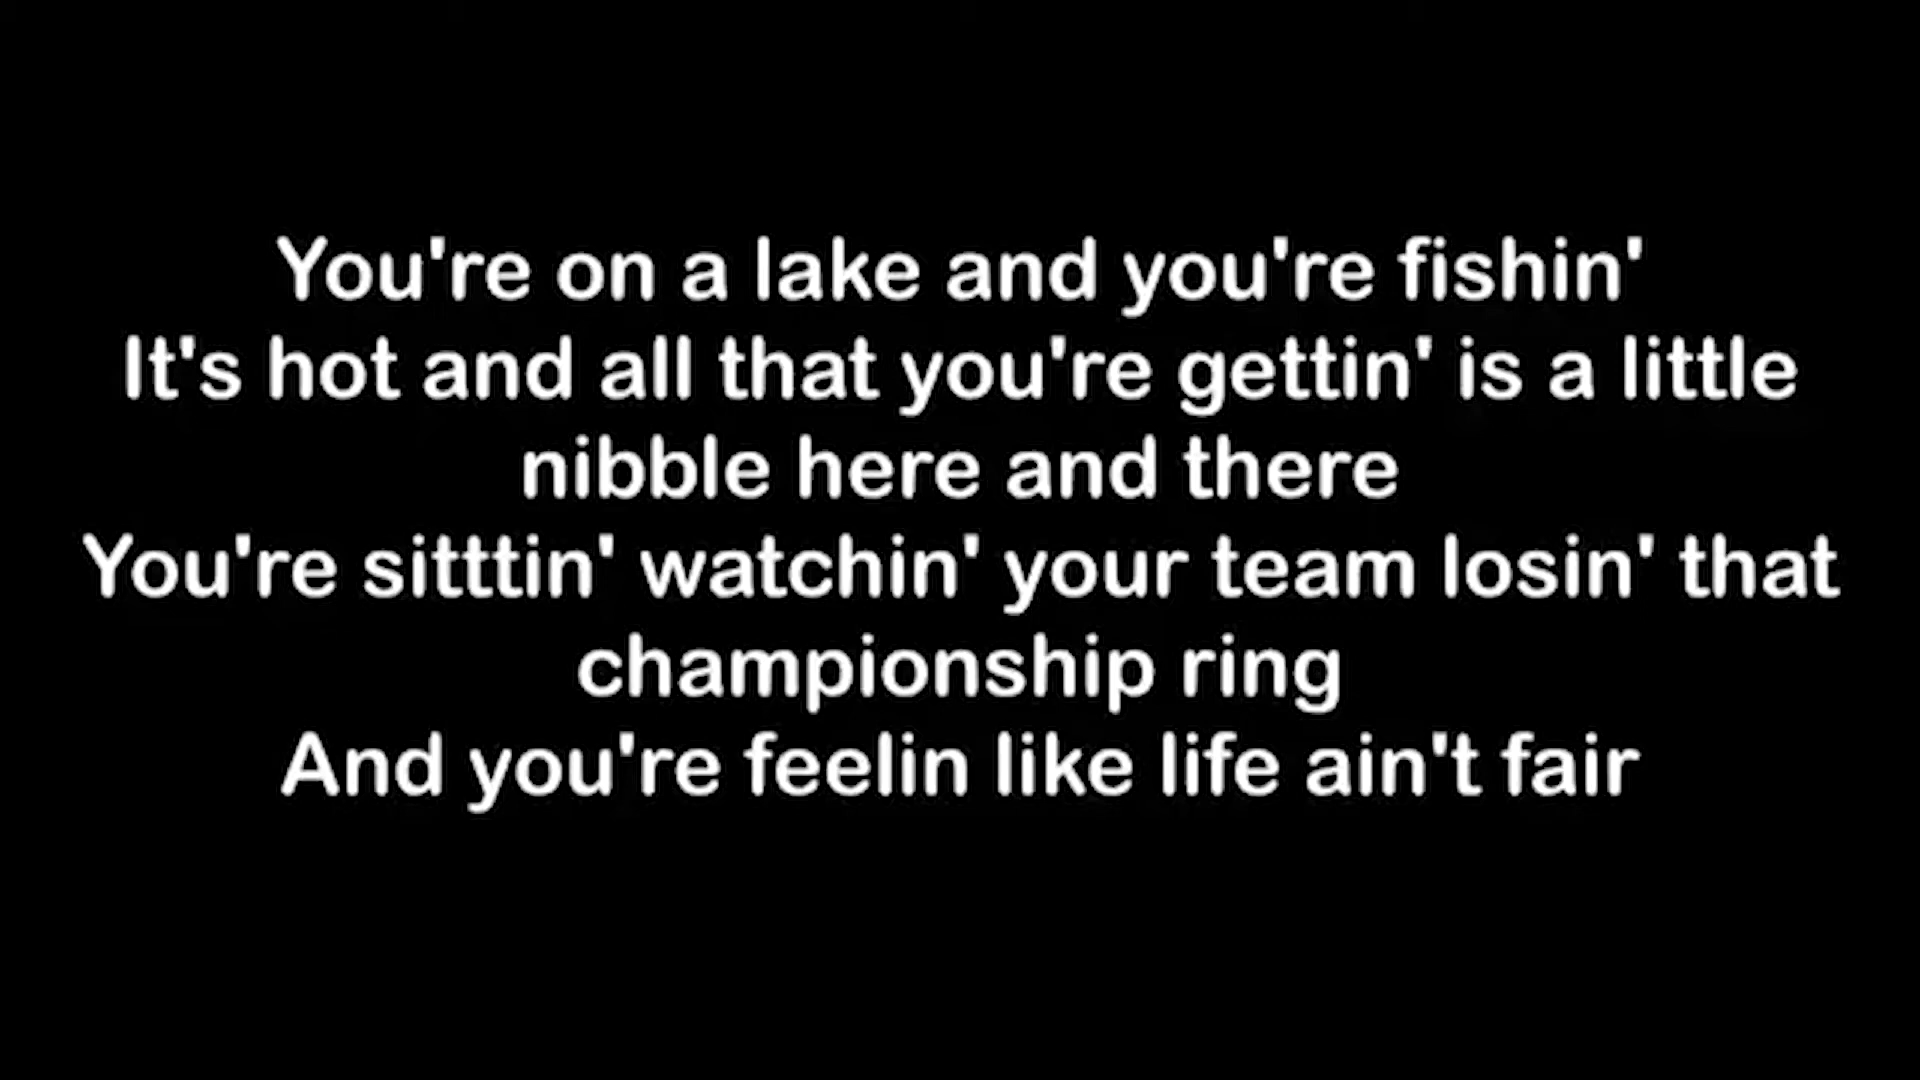 You're on a lake and you're fishin'
It's hot and all that you're gettin' is a little
nibble here and there
You're sitttin' watchin' your team losin' that
championship ring
And you're feelin like life ain't fair